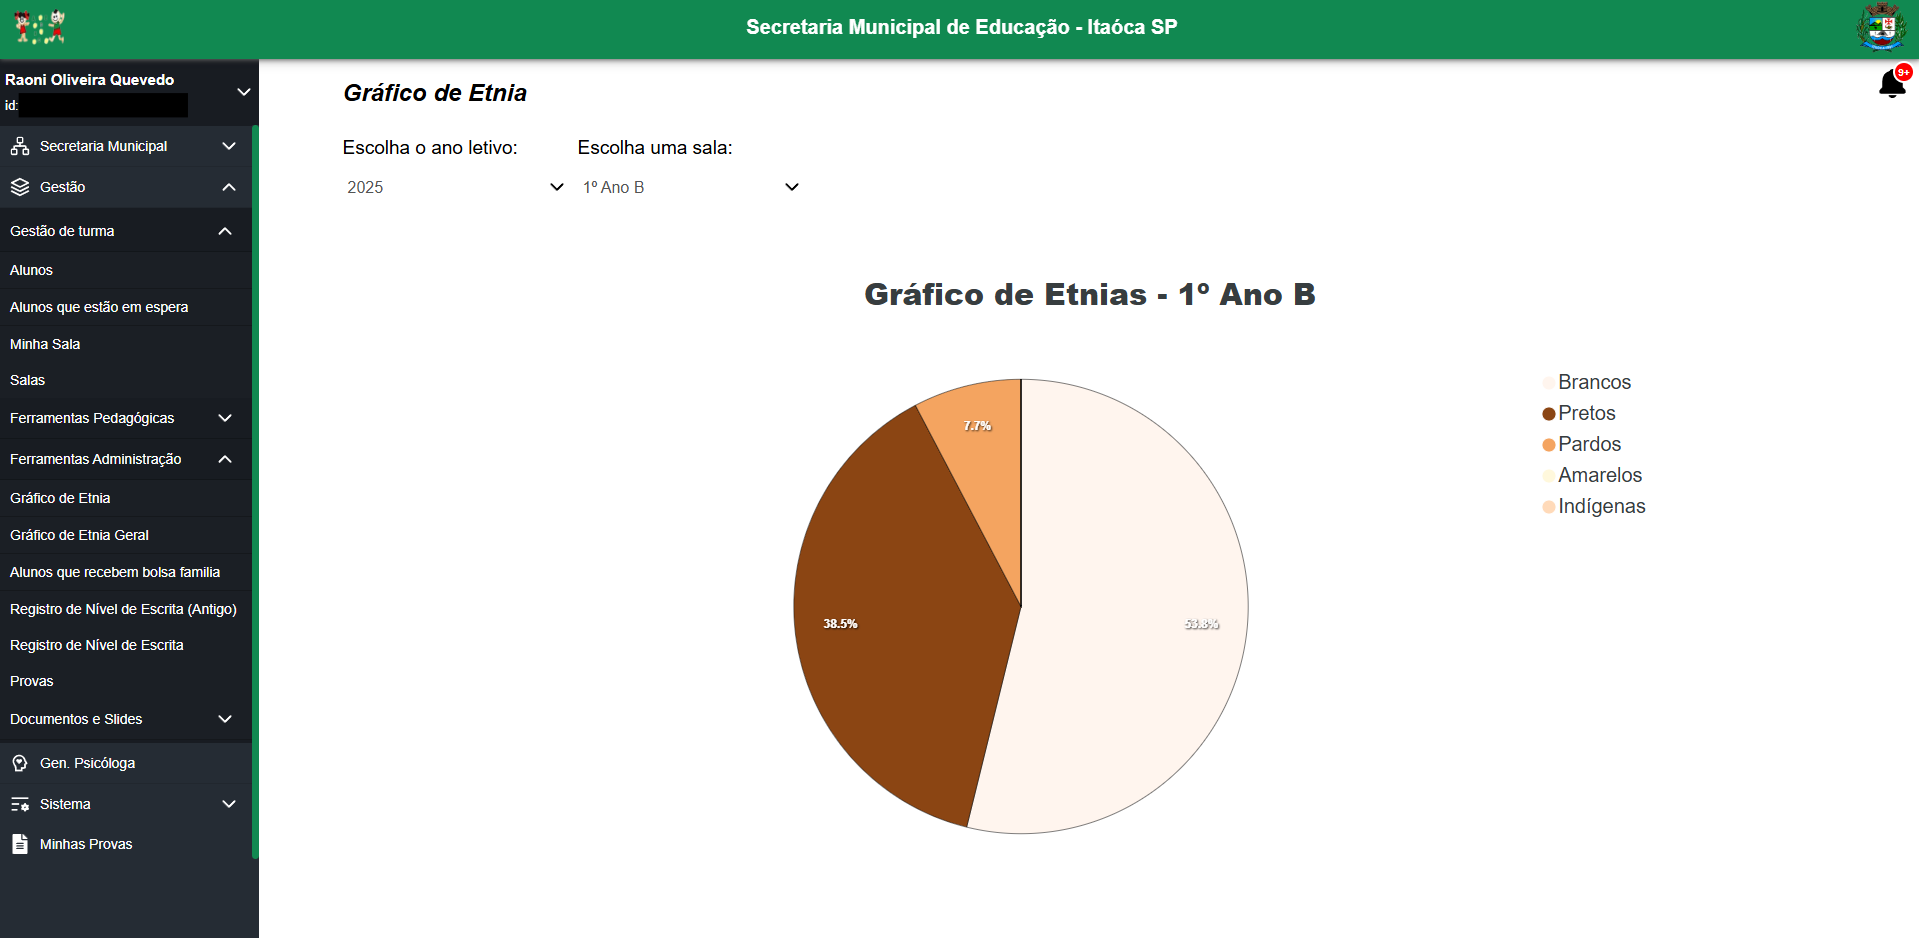 Secretaria Municipal de Educação - Itaóca SP
9+
Raoni Oliveira Quevedo
id:
Secretaria Municipal
Gestão
Gestão de turma
Alunos
Alunos que estão em espera
Minha Sala
Salas
Ferramentas Pedagógicas
Ferramentas Administração
Gráfico de Etnia
Gráfico de Etnia Geral
Alunos que recebem bolsa familia
Registro de Nível de Escrita (Antigo)
Registro de Nível de Escrita
Provas
Documentos e Slides
Gen. Psicóloga
Sistema
Minhas Provas
Gráfico de Etnia
Escolha o ano letivo: Escolha uma sala:
2025 1º Ano B
Gráfico de Etnias - 1º Ano B
7.7%
38.5%
53.8%
Brancos
Pretos
Pardos
Amarelos
Indígenas